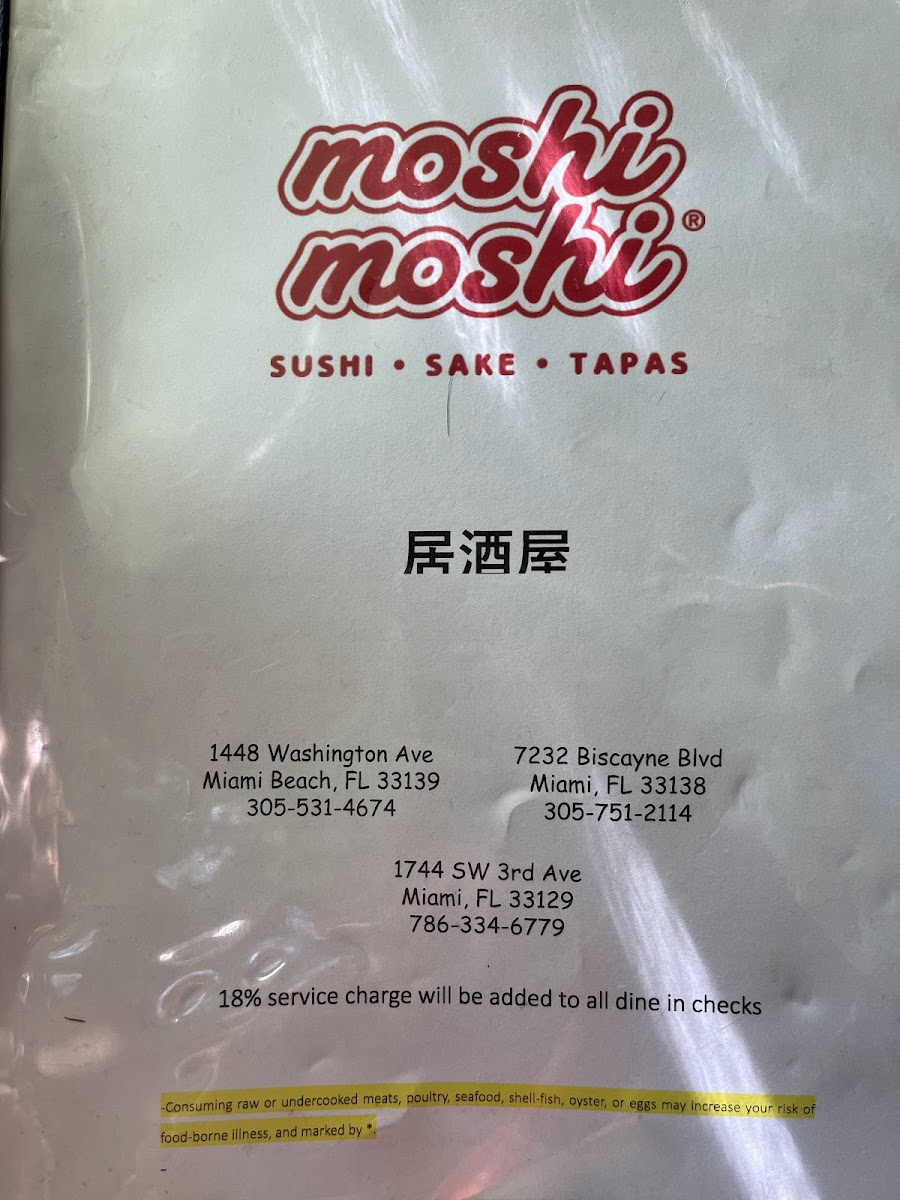 moshi
moshi®
SUSHI • SAKE • TAPAS
居酒屋
1448 Washington Ave
Miami Beach, FL 33139
305-531-4674
7232 Biscayne Blvd
Miami, FL 33138
305-751-2114
1744 SW 3rd Ave
Miami, FL 33129
786-334-6779
18% service charge will be added to all dine in checks
-Consuming raw or undercooked meats, poultry, seafood, shell-fish, oyster, or eggs may increase your risk of
food-borne illness, and marked by *.
-